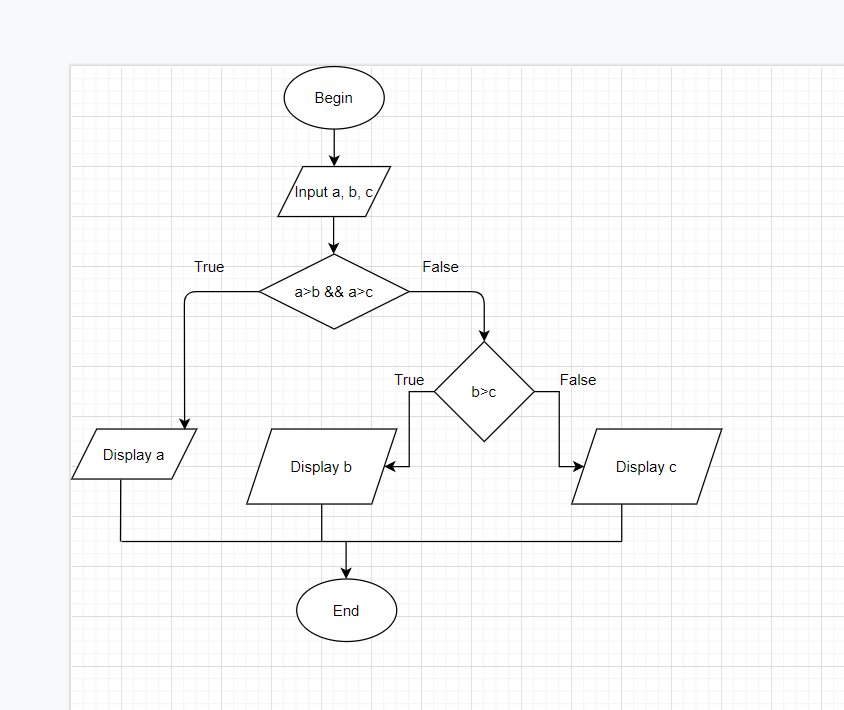 Begin
Input a, b, c
True
False
a>b && a>c
True
False
b>c
Display a
Display b
Display c
End